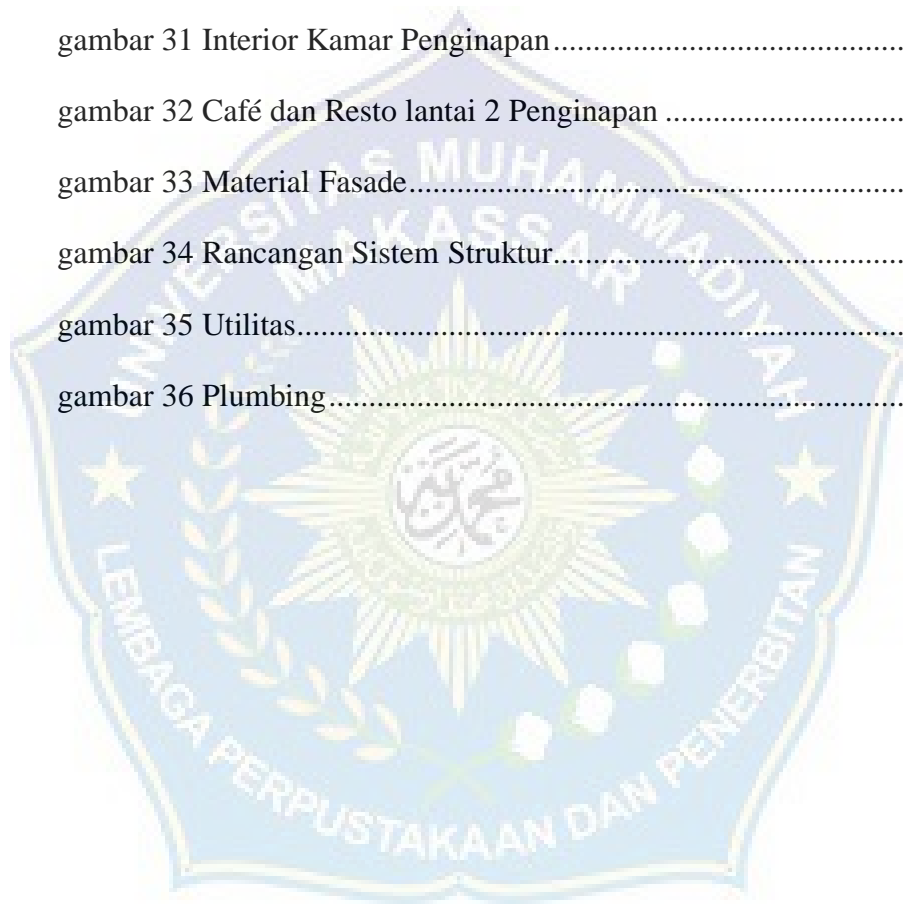 gambar 31 Interior Kamar Penginapan....................................................
gambar 32 Café dan Resto lantai 2 Penginapan ....................................
gambar 33 Material Fasade.......................................................................
gambar 34 Rancangan Sistem Struktur....................................................
gambar 35 Utilitas.....................................................................................
gambar 36 Plumbing.................................................................................
UNIVERSITAS MUHAMMADIYAH
MAKASSAR
LEMBAGA PERPUSTAKAAN DAN PENERBITAN